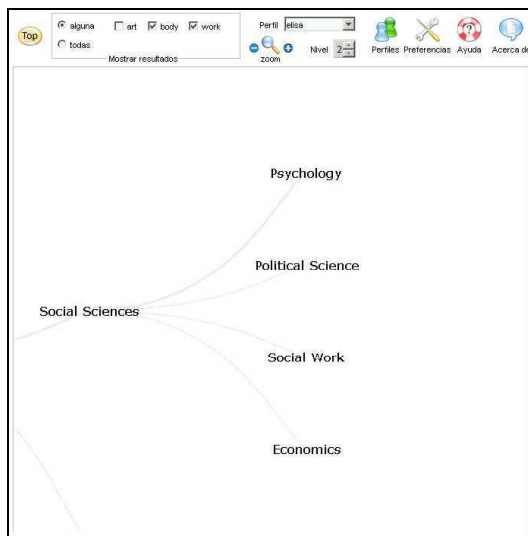 Top
alguna art body work
todas
Mostrar resultados
Perfil elisa
zoom
Nivel 2
Perfiles Preferencias Ayuda Acerca de
Psychology
Political Science
Social Sciences
Social Work
Economics